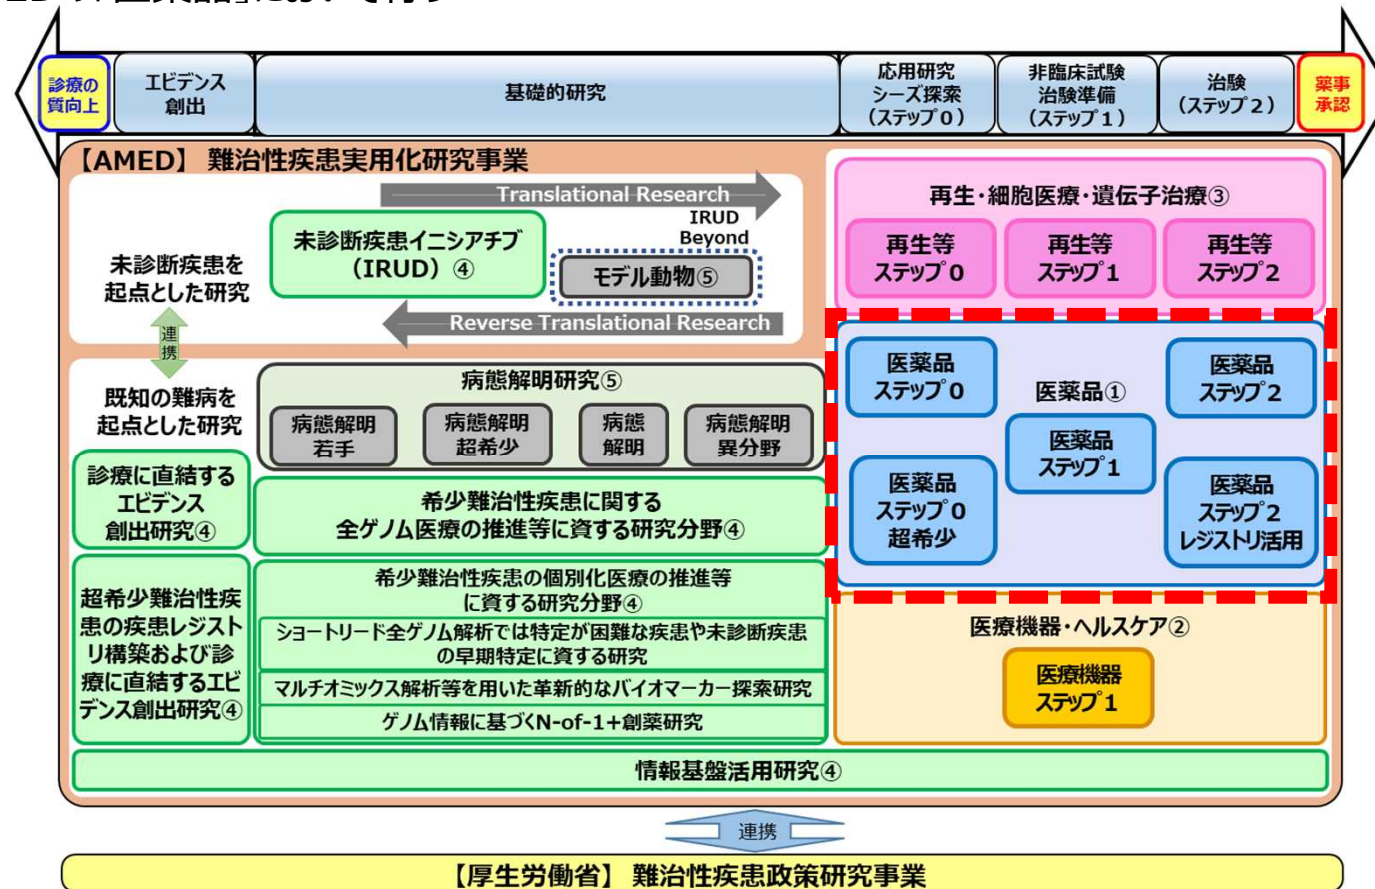 診療の
質向上
エビデンス
創出
基礎的研究
応用研究
シーズ探索
(ステップ０)
非臨床試験
治験準備
(ステップ１)
治験
(ステップ２)
薬事
承認
【AMED】 難治性疾患実用化研究事業
Translational Research
IRUD
Beyond
未診断疾患イニシアチブ
(IRUD) ④
モデル動物⑤
Reverse Translational Research
未診断疾患を
起点とした研究
連
携
既知の難病を
起点とした研究
病態解明研究⑤
病態解明
若手
病態解明
超希少
病態
解明
病態解明
異分野
診療に直結する
エビデンス
創出研究④
希少難治性疾患に関する
全ゲノム医療の推進等に資する研究分野④
超希少難治性疾
患の疾患レジスト
リ構築および診
療に直結するエビ
デンス創出研究④
希少難治性疾患の個別化医療の推進等
に資する研究分野④
ショートリード全ゲノム解析では特定が困難な疾患や未診断疾患
の早期特定に資する研究
マルチオミックス解析等を用いた革新的なバイオマーカー探索研究
ゲノム情報に基づくN-of-1+創薬研究
再生・細胞医療・遺伝子治療③
再生等
ステップ０
再生等
ステップ１
再生等
ステップ２
医薬品
ステップ０
医薬品①
医薬品
ステップ２
医薬品
ステップ１
医薬品
ステップ０
超希少
医薬品
ステップ２
レジストリ活用
医療機器・ヘルスケア②
医療機器
ステップ１
情報基盤活用研究④
連携
【厚生労働省】 難治性疾患政策研究事業